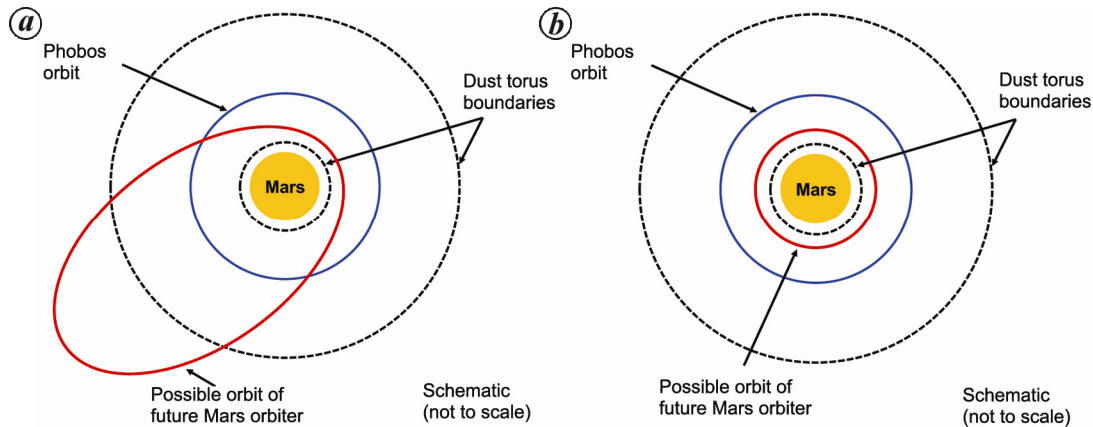 a
Phobos
orbit
Dust torus
boundaries
Mars
Possible orbit of
future Mars orbiter
Schematic
(not to scale)
b
Phobos
orbit
Dust torus
boundaries
Mars
Possible orbit of
future Mars orbiter
Schematic
(not to scale)